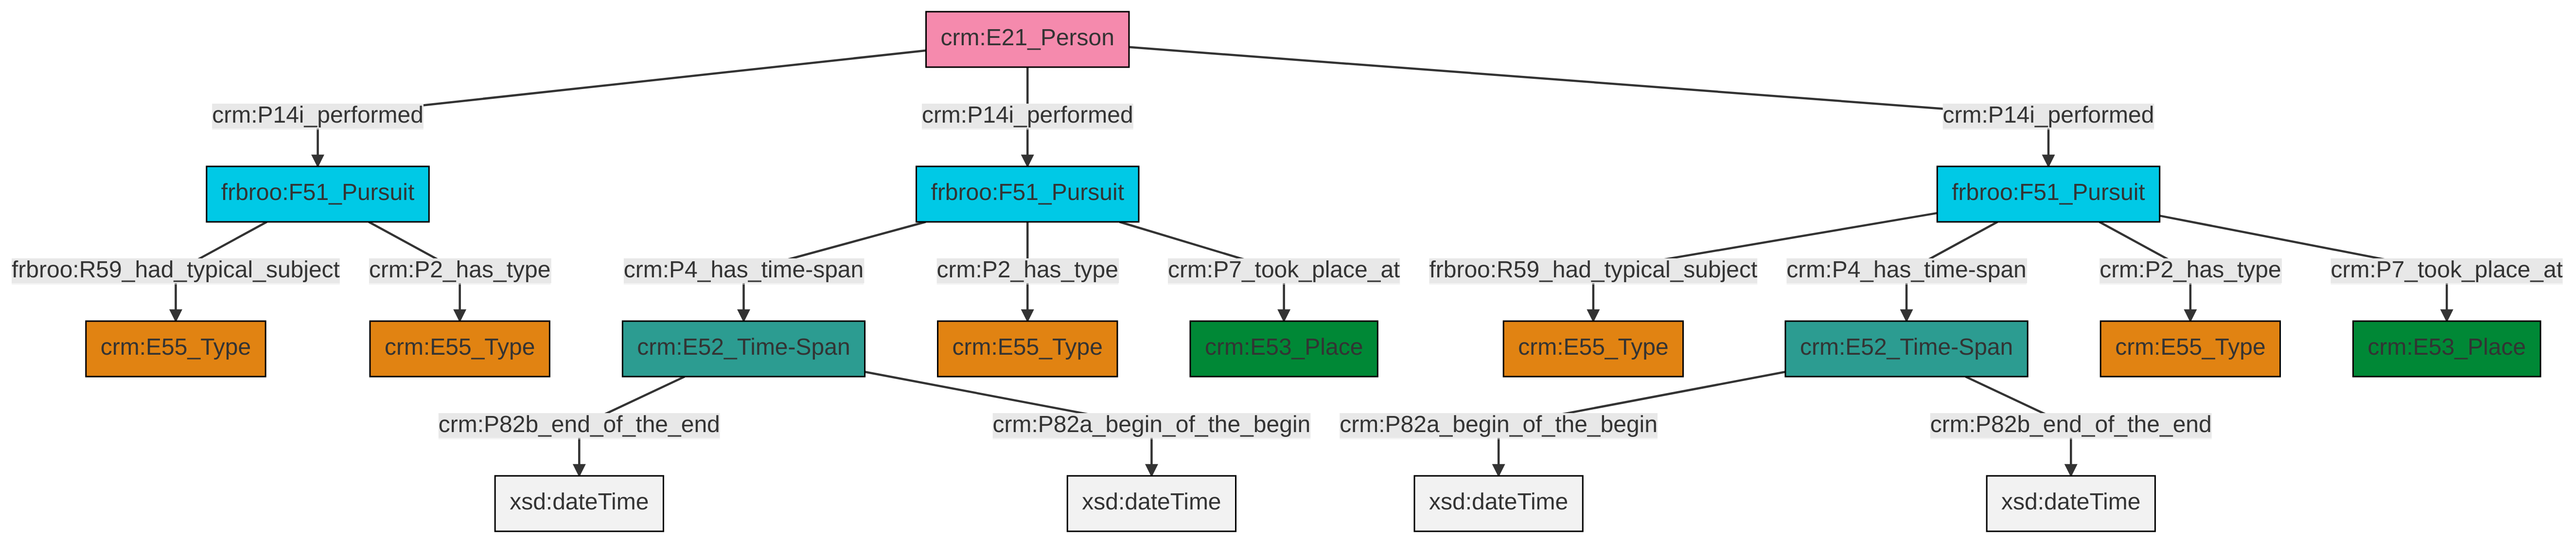 crm:E21_Person
crm:P14i_performed
crm:P14i_performed
crm:P14i_performed
frbroo:F51_Pursuit
frbroo:F51_Pursuit
frbroo:F51_Pursuit
frbroo:R59_had_typical_subject
crm:P2_has_type
crm:P4_has_time-span
crm:P2_has_type
crm:P7_took_place_at
frbroo:R59_had_typical_subject
crm:P4_has_time-span
crm:P2_has_type
crm:P7_took_place_at
crm:E55_Type
crm:E55_Type
crm:E52_Time-Span
crm:E55_Type
crm:E53_Place
crm:E55_Type
crm:E52_Time-Span
crm:E55_Type
crm:E53_Place
crm:P82b_end_of_the_end
crm:P82a_begin_of_the_begin
crm:P82a_begin_of_the_begin
crm:P82b_end_of_the_end
xsd:dateTime
xsd:dateTime
xsd:dateTime
xsd:dateTime